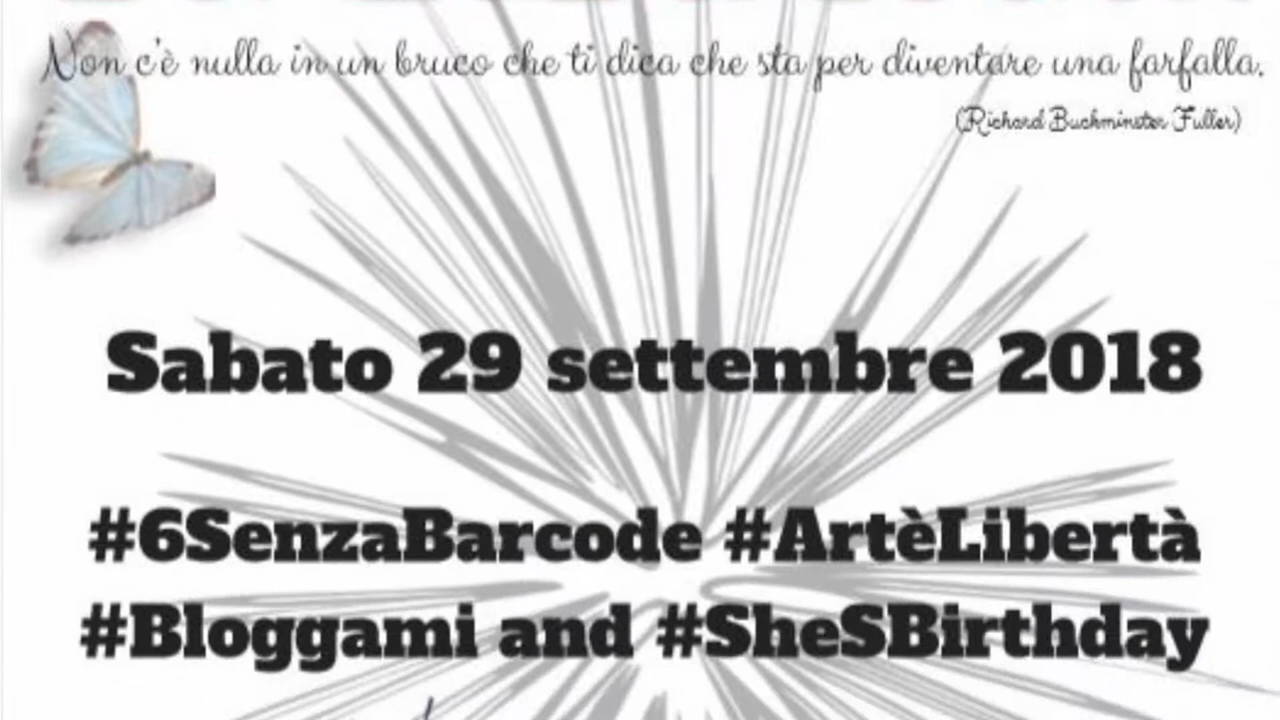 Non c'è nulla in un bruco che ti dica che sta per diventare una farfalla.
(Richard Buckminster Fuller)
Sabato 29 settembre 2018
#6SenzaBarcode #ArtèLibertà
#Bloggami and #SheSBirthday